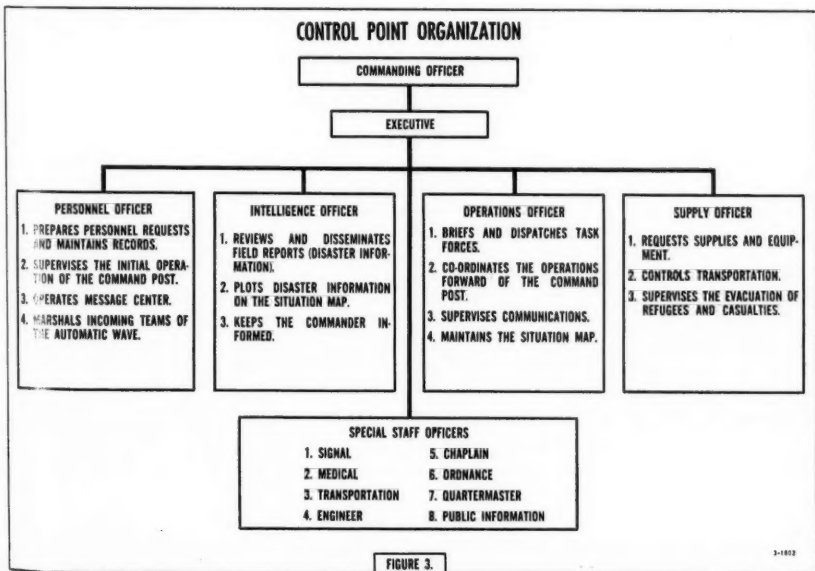 CONTROL POINT ORGANIZATION
COMMANDING OFFICER
EXECUTIVE
PERSONNEL OFFICER
1. PREPARES PERSONNEL REQUESTS
AND MAINTAINS RECORDS.
2. SUPERVISES THE INITIAL OPERA-
TION OF THE COMMAND POST.
3. OPERATES MESSAGE CENTER.
4. MARSHALS INCOMING TEAMS OF
THE AUTOMATIC WAVE.
INTELLIGENCE OFFICER
1. REVIEWS AND DISSEMINATES
FIELD REPORTS (DISASTER INFOR-
MATION).
2. PLOTS DISASTER INFORMATION
ON THE SITUATION MAP.
3. KEEPS THE COMMANDER IN-
FORMED.
OPERATIONS OFFICER
1. BRIEFS AND DISPATCHES TASK
FORCES.
2. CO-ORDINATES THE OPERATIONS
FORWARD OF THE COMMAND
POST.
3. SUPERVISES COMMUNICATIONS.
4. MAINTAINS THE SITUATION MAP.
SUPPLY OFFICER
1. REQUESTS SUPPLIES AND EQUIP-
MENT.
2. CONTROLS TRANSPORTATION.
3. SUPERVISES THE EVACUATION OF
REFUGEES AND CASUALTIES.
SPECIAL STAFF OFFICERS
1. SIGNAL
2. MEDICAL
3. TRANSPORTATION
4. ENGINEER
5. CHAPLAIN
6. ORDNANCE
7. QUARTERMASTER
8. PUBLIC INFORMATION
FIGURE 3.
3-1802